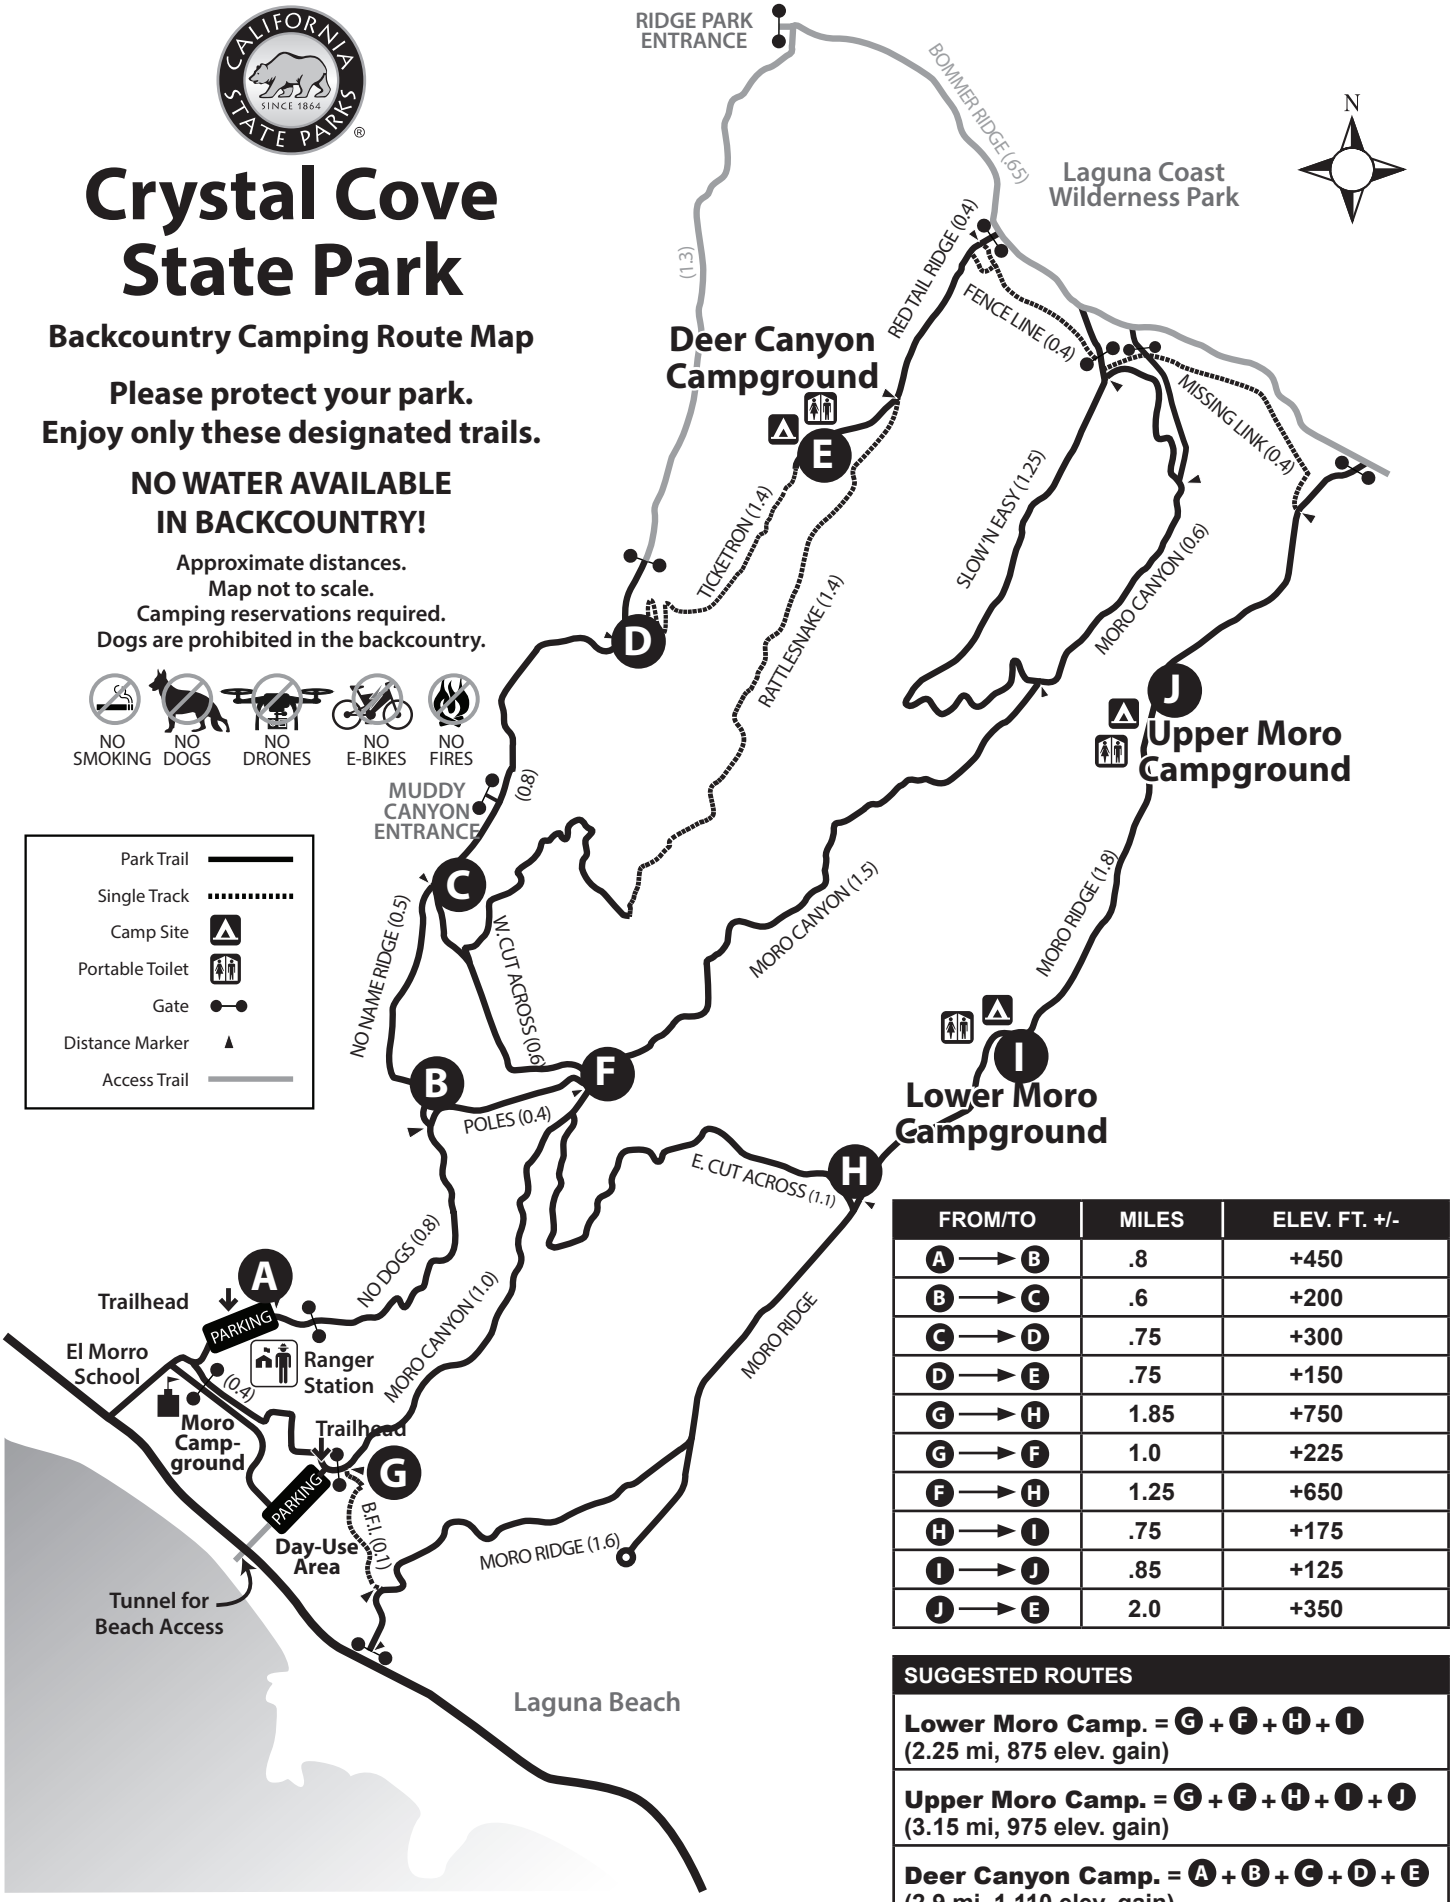 CALIFORNIA
STATE PARKS
SINCE 1864
®
Crystal Cove
State Park
Backcountry Camping Route Map
Please protect your park.
Enjoy only these designated trails.
NO WATER AVAILABLE
IN BACKCOUNTRY!
Approximate distances.
Map not to scale.
Camping reservations required.
Dogs are prohibited in the backcountry.
NO
SMOKING
NO
DOGS
NO
DRONES
NO
E-BIKES
NO
FIRES
Park Trail
Single Track
Camp Site
Portable Toilet
Gate
Distance Marker
Access Trail
RIDGE PARK
ENTRANCE
BOMMER RIDGE (.65)
Laguna Coast
Wilderness Park
N
(1.3)
RED TAIL RIDGE (0.4)
FENCE LINE (0.4)
MISSING LINK (0.4)
Deer Canyon
Campground
E
TICKETRON (1.4)
RATTLESNAKE (1.4)
SLOW'N EASY (1.25)
MORO CANYON (0.6)
D
J
Upper Moro
Campground
MUDDY
CANYON
ENTRANCE
(0.8)
C
NO NAME RIDGE (0.5)
W. CUT ACROSS (0.6)
MORO CANYON (1.5)
MORO RIDGE (1.8)
B
F
POLES (0.4)
I
Lower Moro
Campground
H
E. CUT ACROSS (1.1)
NO DOGS (0.8)
MORO CANYON (1.0)
MORO RIDGE
A
Trailhead
PARKING
El Morro
School
Ranger
Station
(0.4)
Moro
Camp-
ground
Trailhead
G
PARKING
B.F.I. (0.1)
Day-Use
Area
MORO RIDGE (1.6)
Tunnel for
Beach Access
Laguna Beach
FROM/TO MILES ELEV. FT. +/-
A B .8 +450
B C .6 +200
C D .75 +300
D E .75 +150
G H 1.85 +750
G F 1.0 +225
F H 1.25 +650
H I .75 +175
I J .85 +125
J E 2.0 +350
SUGGESTED ROUTES
Lower Moro Camp. = G + F + H + I
(2.25 mi, 875 elev. gain)
Upper Moro Camp. = G + F + H + I + J
(3.15 mi, 975 elev. gain)
Deer Canyon Camp. = A + B + C + D + E
(2.9 mi, 1,110 elev. gain)